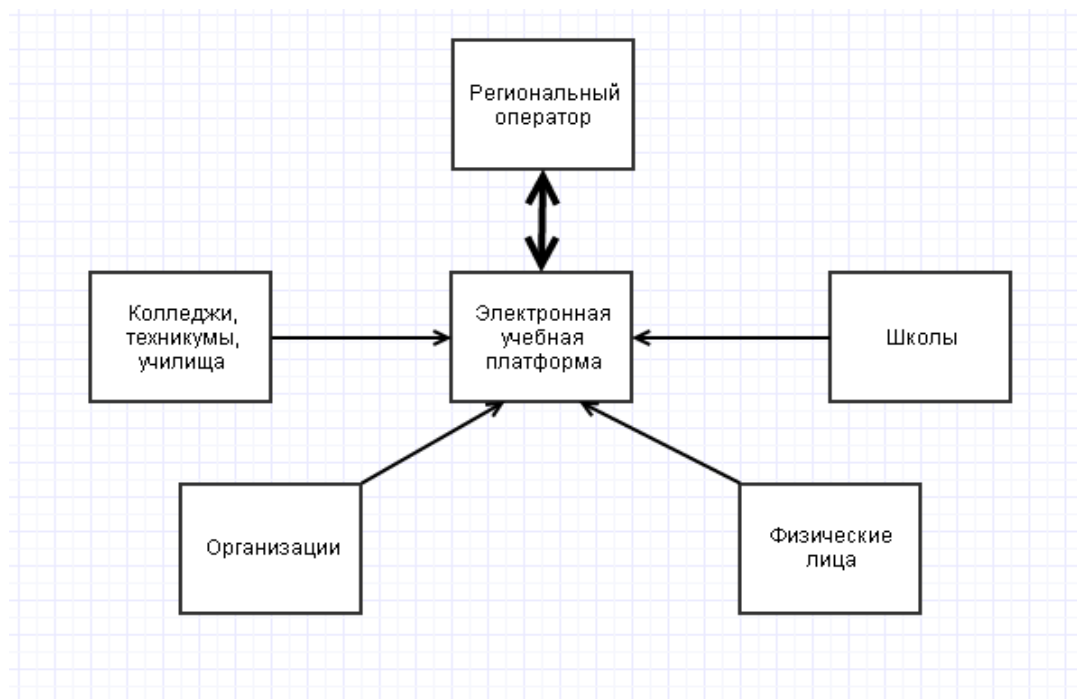 Региональный
оператор
Колледжи,
техникумы,
училища
Электронная
учебная
платформа
Школы
Организации
Физические
лица